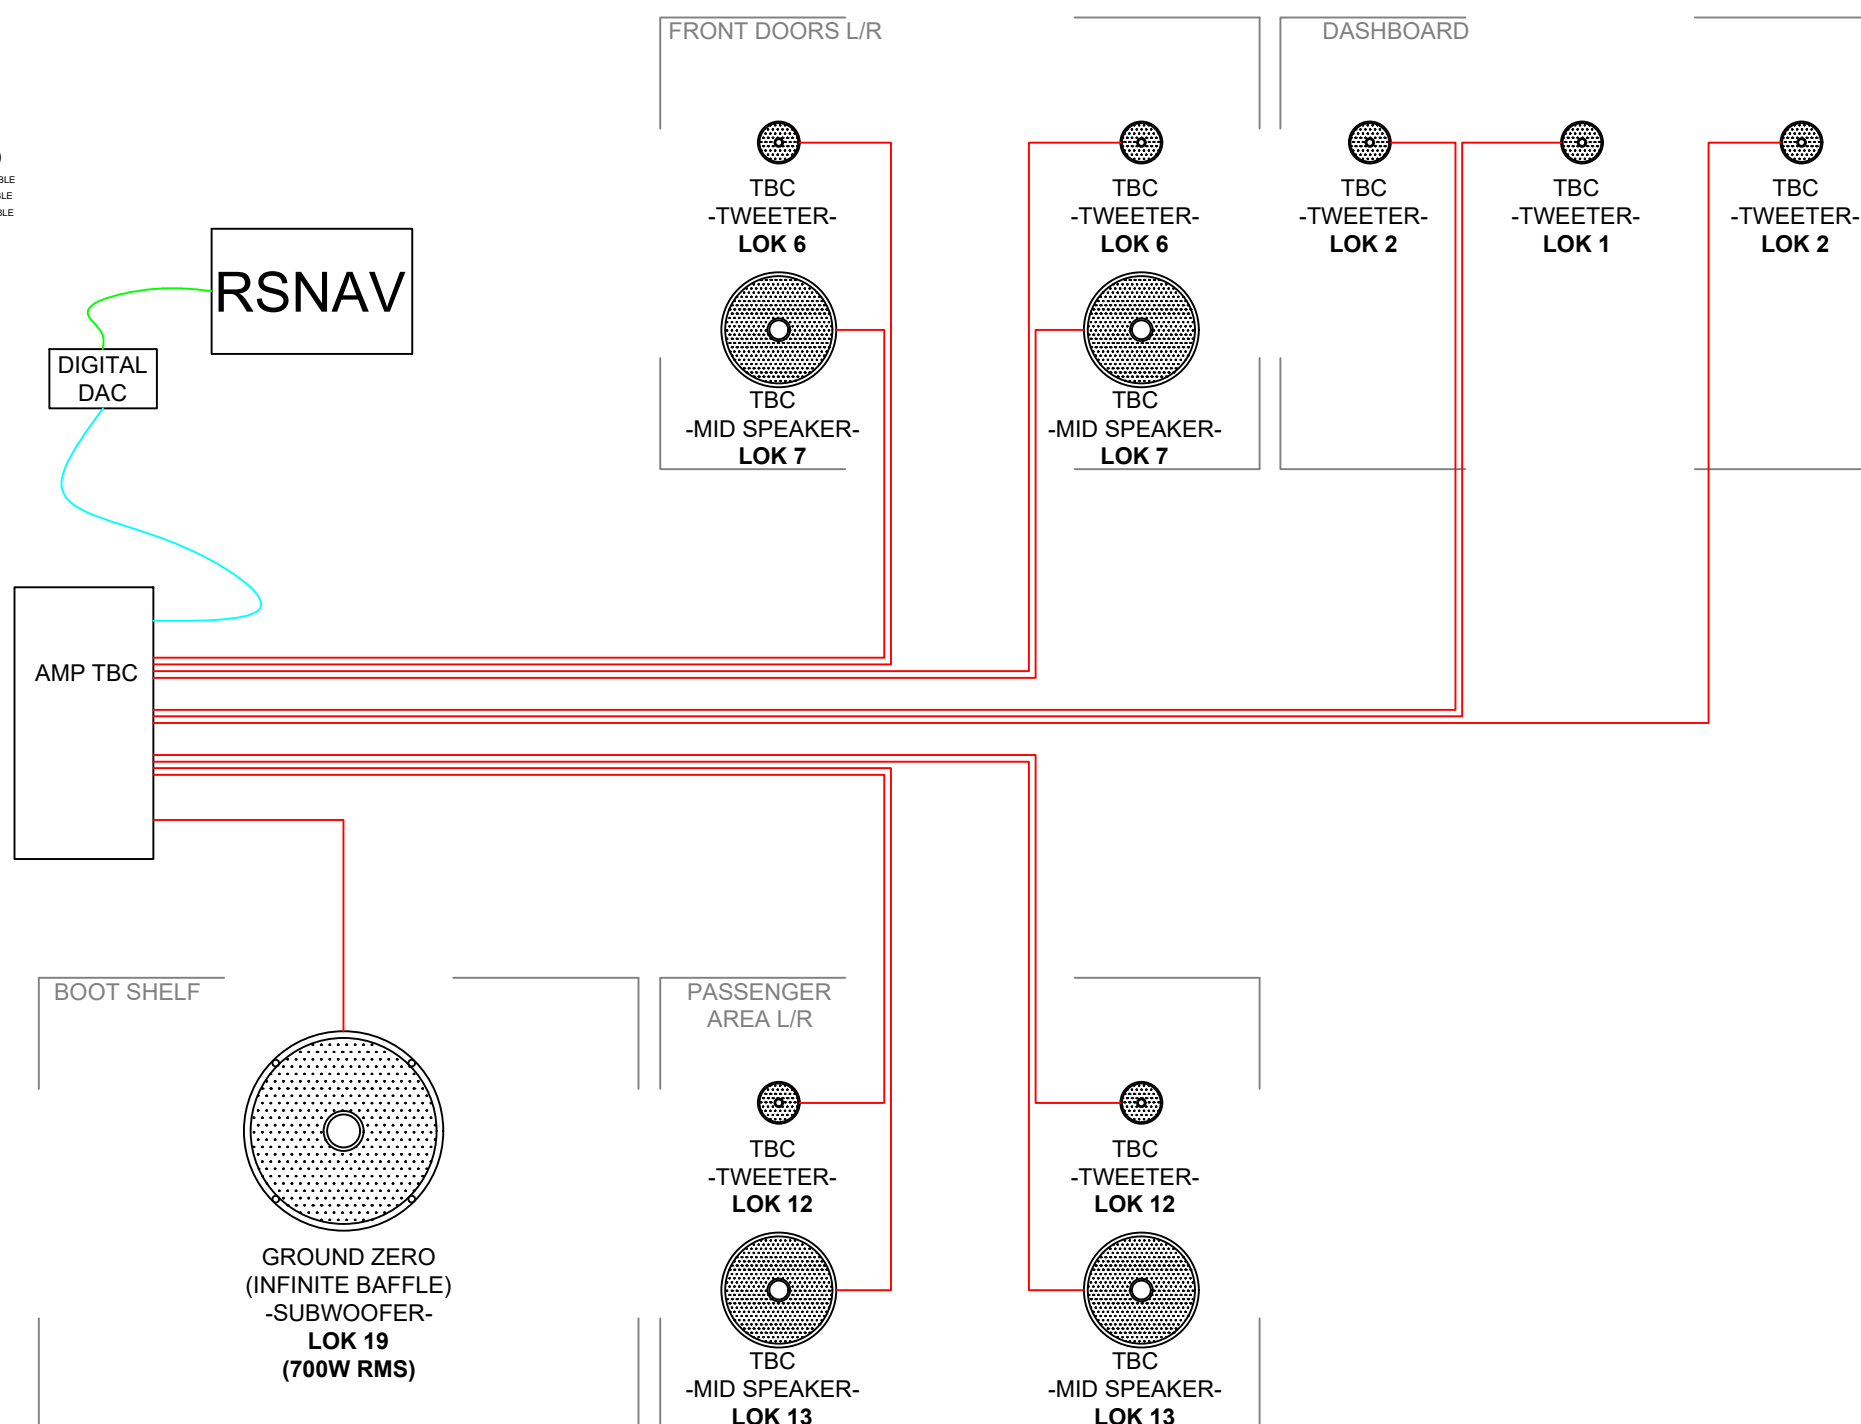 FRONT DOORS L/R
DASHBOARD
TBC
-TWEETER-
LOK 6
TBC
-TWEETER-
LOK 6
TBC
-TWEETER-
LOK 2
TBC
-TWEETER-
LOK 1
TBC
-TWEETER-
LOK 2
RSNAV
DIGITAL
DAC
TBC
-MID SPEAKER-
LOK 7
TBC
-MID SPEAKER-
LOK 7
AMP TBC
BOOT SHELF
PASSENGER
AREA L/R
GROUND ZERO
(INFINITE BAFFLE)
-SUBWOOFER-
LOK 19
(700W RMS)
TBC
-TWEETER-
LOK 12
TBC
-TWEETER-
LOK 12
TBC
-MID SPEAKER-
LOK 13
TBC
-MID SPEAKER-
LOK 13